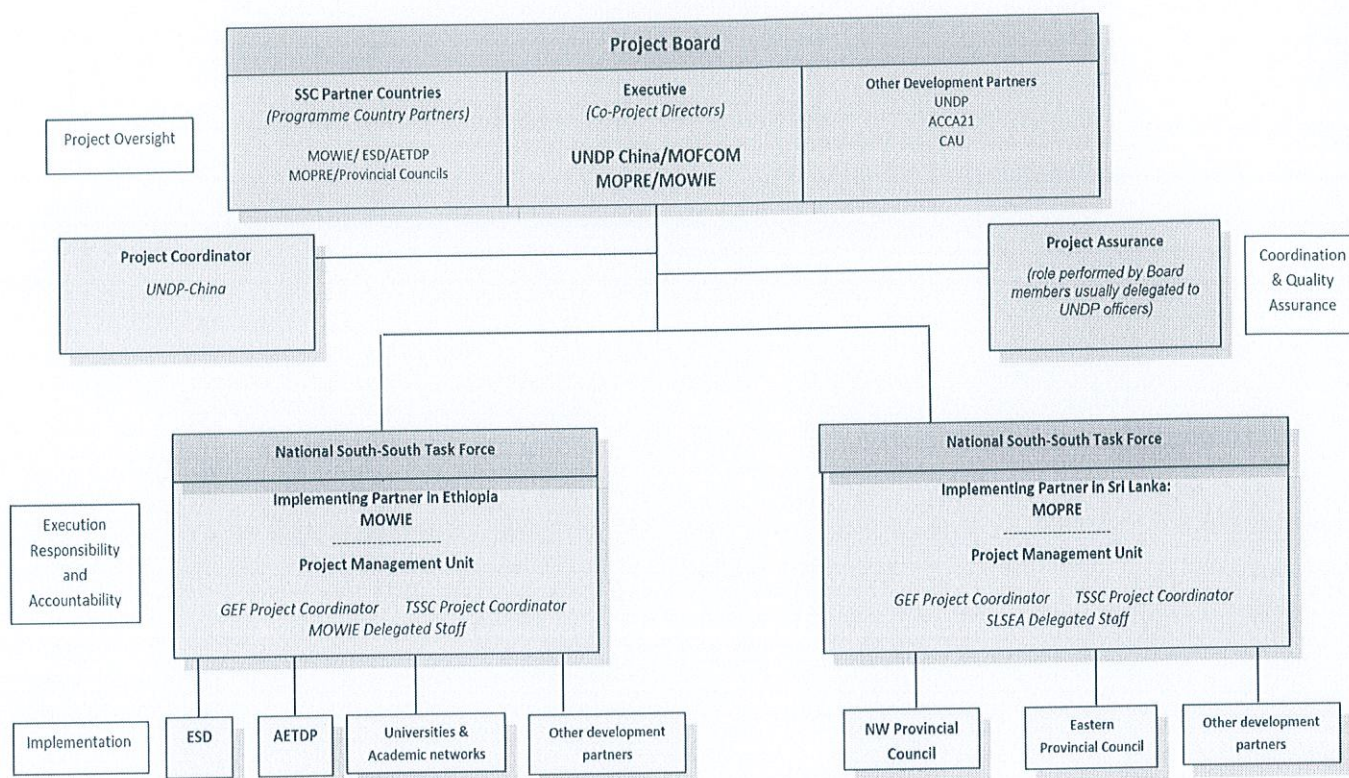 Project Board
SSC Partner Countries
(Programme Country Partners)
MOWIE/ ESD/AETDP
MOPRE/Provincial Councils
Executive
(Co-Project Directors)
UNDP China/MOFCOM
MOPRE/MOWIE
Other Development Partners
UNDP
ACCA21
CAU
Project Oversight
Project Coordinator
UNDP-China
Project Assurance
(role performed by Board
members usually delegated to
UNDP officers)
Coordination
& Quality
Assurance
National South-South Task Force
Implementing Partner in Ethiopia
MOWIE
----------------------
Project Management Unit
GEF Project Coordinator TSSC Project Coordinator
MOWIE Delegated Staff
National South-South Task Force
Implementing Partner in Sri Lanka:
MOPRE
----------------------
Project Management Unit
GEF Project Coordinator TSSC Project Coordinator
SLSEA Delegated Staff
Execution
Responsibility
and
Accountability
Implementation
ESD
AETDP
Universities &
Academic networks
Other development
partners
NW Provincial
Council
Eastern
Provincial Council
Other development
partners